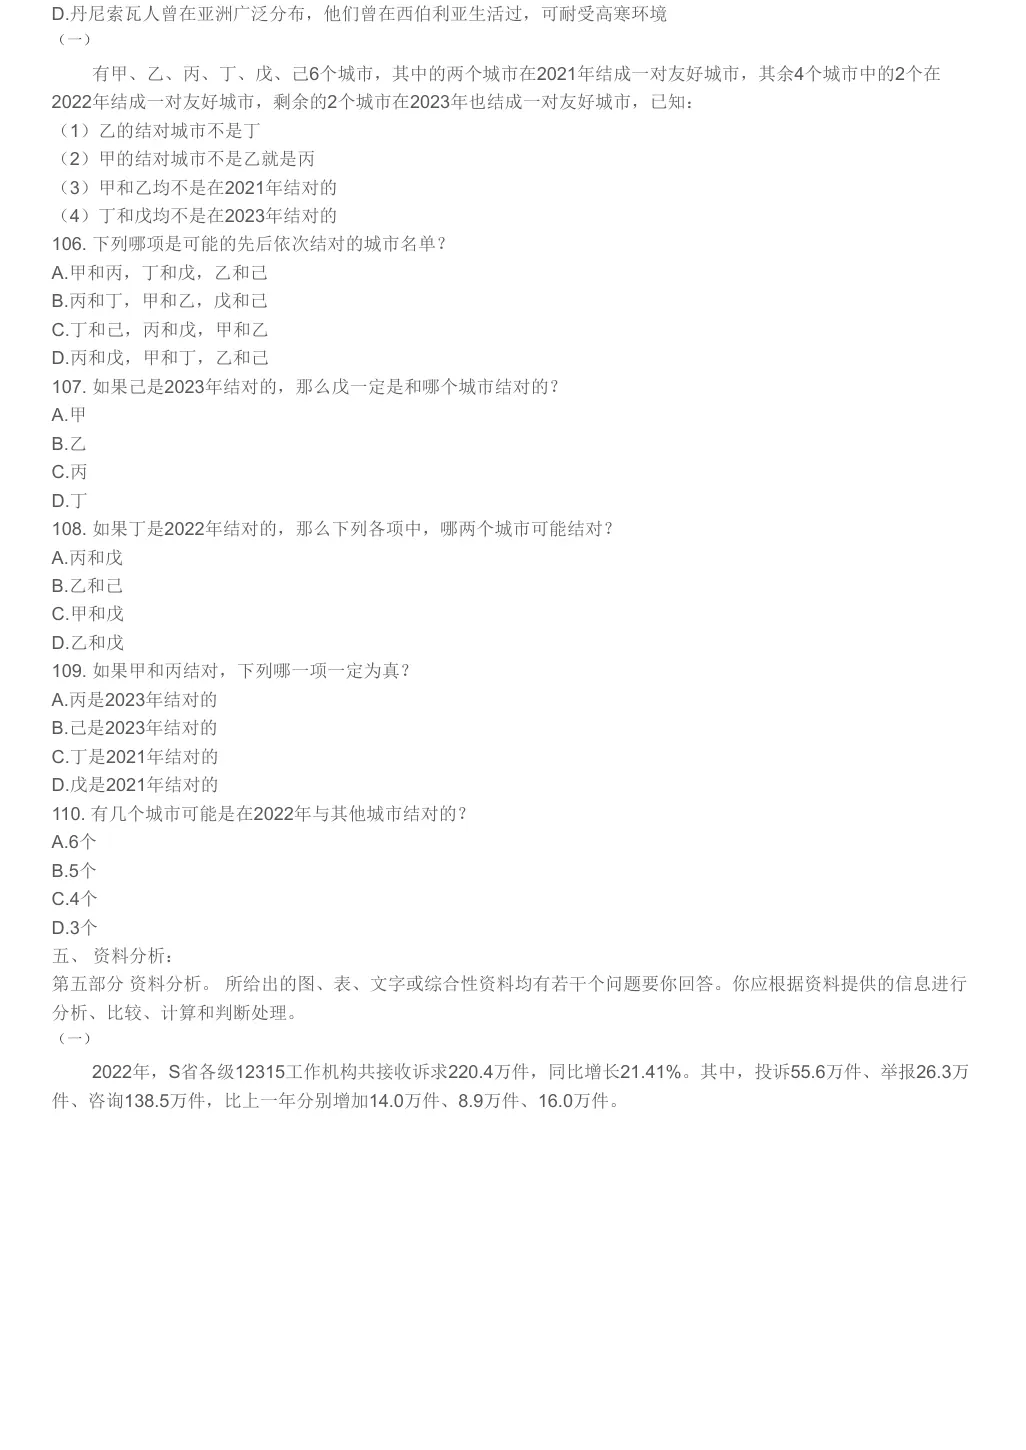 D.丹尼索瓦人曾在亚洲广泛分布，他们曾在西伯利亚生活过，可耐受高寒环境
（一）
有甲、乙、丙、丁、戊、己6个城市，其中的两个城市在2021年结成一对友好城市，其余4个城市中的2个在
2022年结成一对友好城市，剩余的2个城市在2023年也结成一对友好城市，已知：
（1）乙的结对城市不是丁
（2）甲的结对城市不是乙就是丙
（3）甲和乙均不是在2021年结对的
（4）丁和戊均不是在2023年结对的
106. 下列哪项是可能的先后依次结对的城市名单？
A.甲和丙，丁和戊，乙和己
B.丙和丁，甲和乙，戊和己
C.丁和己，丙和戊，甲和乙
D.丙和戊，甲和丁，乙和己
107. 如果己是2023年结对的，那么戊一定是和哪个城市结对的？
A.甲
B.乙
C.丙
D.丁
108. 如果丁是2022年结对的，那么下列各项中，哪两个城市可能结对？
A.丙和戊
B.乙和己
C.甲和戊
D.乙和戊
109. 如果甲和丙结对，下列哪一项一定为真？
A.丙是2023年结对的
B.己是2023年结对的
C.丁是2021年结对的
D.戊是2021年结对的
110. 有几个城市可能是在2022年与其他城市结对的？
A.6个
B.5个
C.4个
D.3个
五、 资料分析：
第五部分 资料分析。 所给出的图、表、文字或综合性资料均有若干个问题要你回答。你应根据资料提供的信息进行
分析、比较、计算和判断处理。
（一）
2022年，S省各级12315工作机构共接收诉求220.4万件，同比增长21.41%。其中，投诉55.6万件、举报26.3万
件、咨询138.5万件，比上一年分别增加14.0万件、8.9万件、16.0万件。